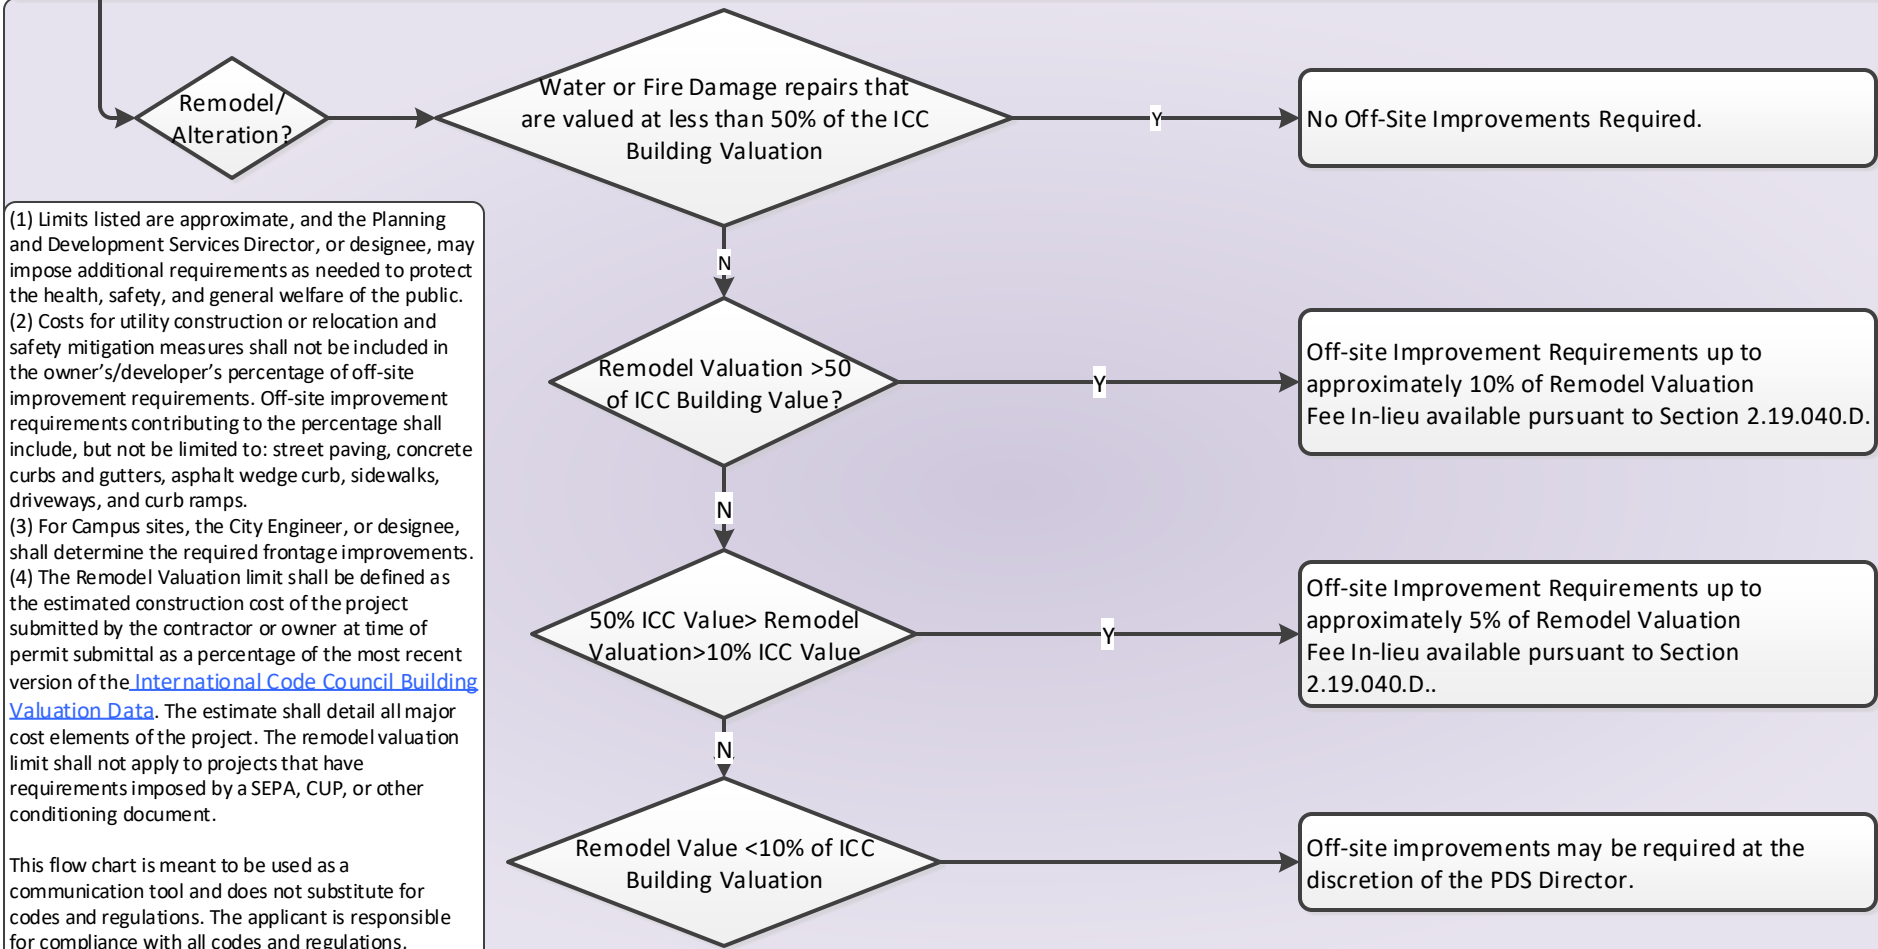 Remodel/
Alteration?
Water or Fire Damage repairs that
are valued at less than 50% of the ICC
Building Valuation
Y
No Off-Site Improvements Required.
N
Remodel Valuation >50
of ICC Building Value?
Y
Off-site Improvement Requirements up to
approximately 10% of Remodel Valuation
Fee In-lieu available pursuant to Section 2.19.040.D.
N
50% ICC Value> Remodel
Valuation>10% ICC Value
Y
Off-site Improvement Requirements up to
approximately 5% of Remodel Valuation
Fee In-lieu available pursuant to Section
2.19.040.D..
N
Remodel Value <10% of ICC
Building Valuation
Off-site improvements may be required at the
discretion of the PDS Director.
(1) Limits listed are approximate, and the Planning
and Development Services Director, or designee, may
impose additional requirements as needed to protect
the health, safety, and general welfare of the public.
(2) Costs for utility construction or relocation and
safety mitigation measures shall not be included in
the owner’s/developer’s percentage of off-site
improvement requirements. Off-site improvement
requirements contributing to the percentage shall
include, but not be limited to: street paving, concrete
curbs and gutters, asphalt wedge curb, sidewalks,
driveways, and curb ramps.
(3) For Campus sites, the City Engineer, or designee,
shall determine the required frontage improvements.
(4) The Remodel Valuation limit shall be defined as
the estimated construction cost of the project
submitted by the contractor or owner at time of
permit submittal as a percentage of the most recent
version of the International Code Council Building
Valuation Data. The estimate shall detail all major
cost elements of the project. The remodel valuation
limit shall not apply to projects that have
requirements imposed by a SEPA, CUP, or other
conditioning document.
This flow chart is meant to be used as a
communication tool and does not substitute for
codes and regulations. The applicant is responsible
for compliance with all codes and regulations.